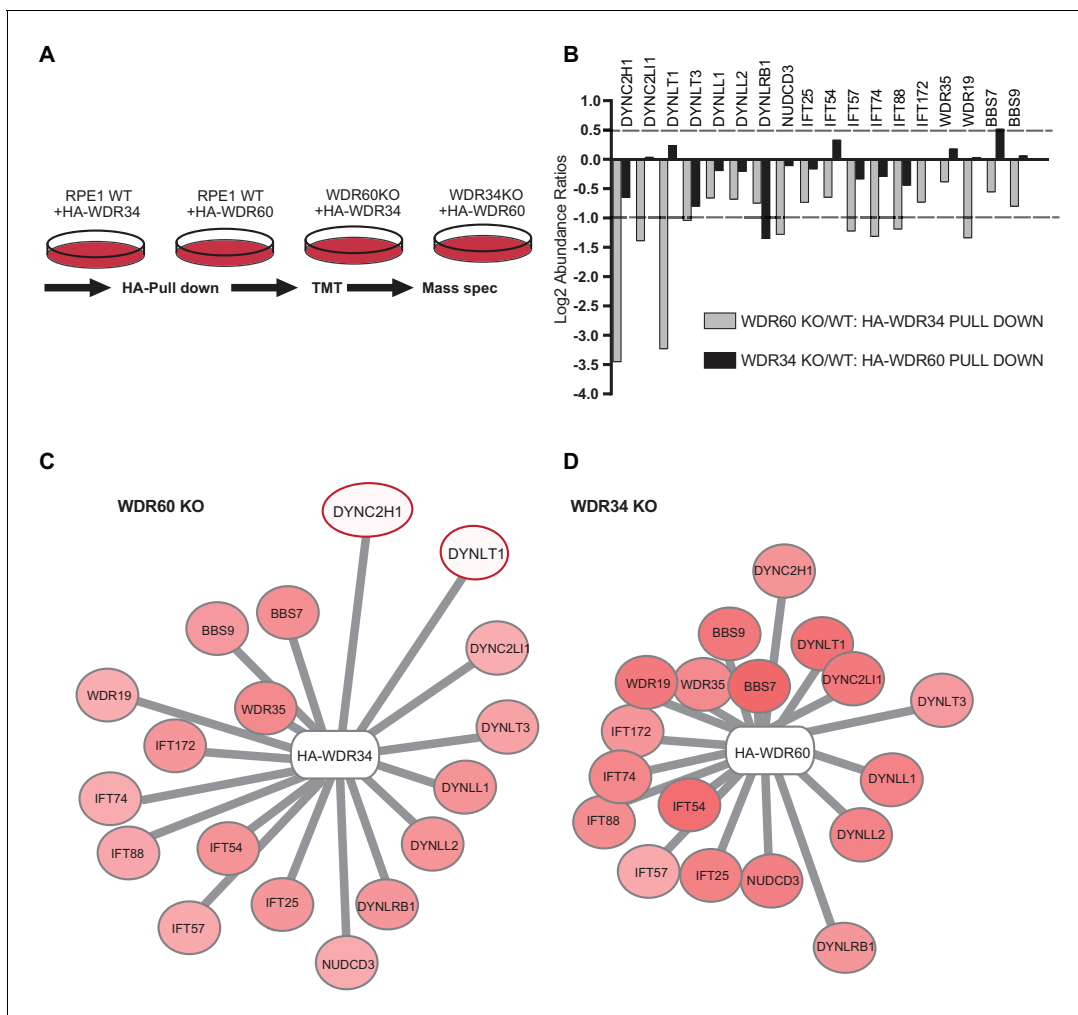 A
RPE1 WT
+HA-WDR34
RPE1 WT
+HA-WDR60
WDR60KO
+HA-WDR34
WDR34KO
+HA-WDR60
HA-Pull down
TMT
Mass spec
B
DYNC2H1
DYNC2LI1
DYNLT1
DYNLT3
DYNLL1
DYNLL2
DYNLRB1
NUDCD3
IFT25
IFT54
IFT57
IFT74
IFT88
IFT172
WDR35
WDR19
BBS7
BBS9
Log2 Abundance Ratios
1.0
0.5
0.0
-0.5
-1.0
-1.5
-2.0
-2.5
-3.0
-3.5
-4.0
WDR60 KO/WT: HA-WDR34 PULL DOWN
WDR34 KO/WT: HA-WDR60 PULL DOWN
C
WDR60 KO
DYNC2H1
DYNLT1
BBS7
BBS9
DYNC2LI1
WDR19
WDR35
DYNLT3
IFT172
HA-WDR34
DYNLL1
IFT74
IFT88
IFT54
DYNLL2
IFT25
DYNLRB1
IFT57
NUDCD3
D
WDR34 KO
DYNC2H1
BBS9
DYNLT1
WDR19
WDR35
BBS7
DYNC2LI1
DYNLT3
IFT172
HA-WDR60
IFT74
DYNLL1
IFT54
IFT88
DYNLL2
IFT57
IFT25
NUDCD3
DYNLRB1